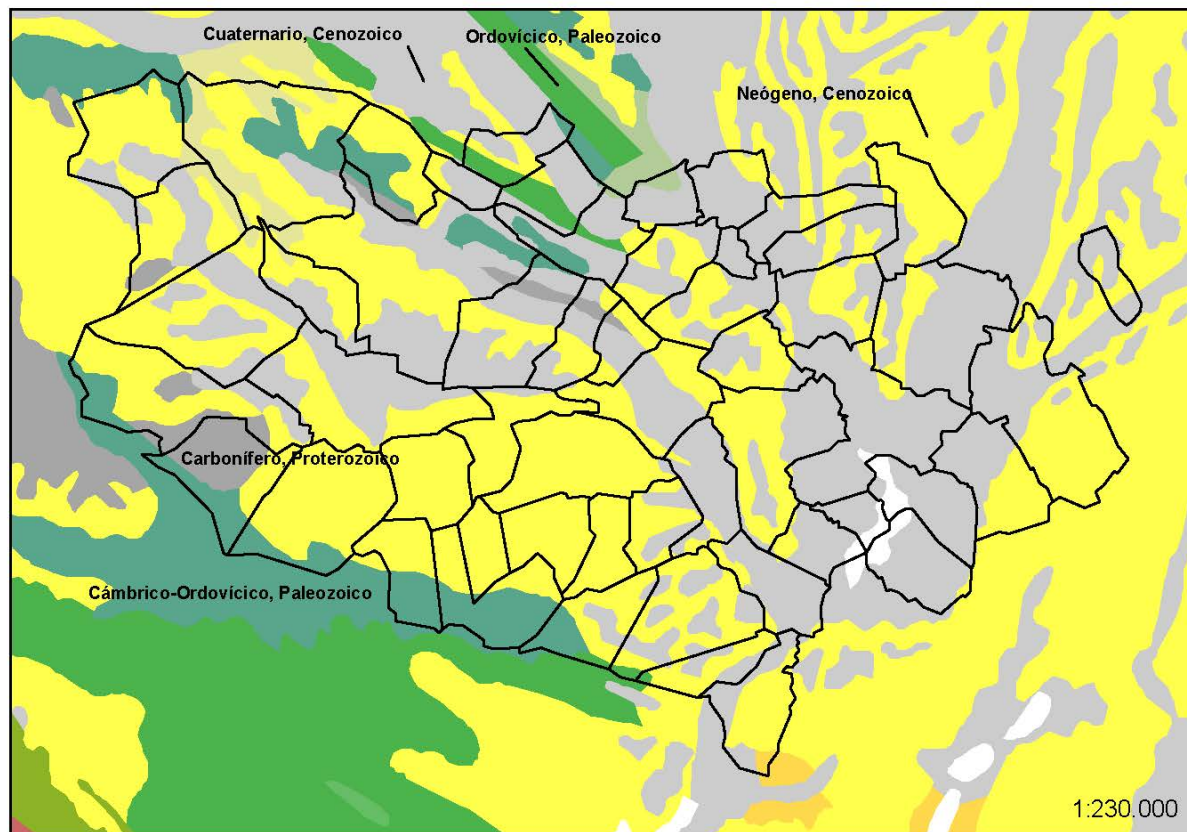 Cuaternario, Cenozoico
Ordovícico, Paleozoico
Neógeno, Cenozoico
Carbonífero, Proterozoico
Cámbrico-Ordovícico, Paleozoico
1:230.000